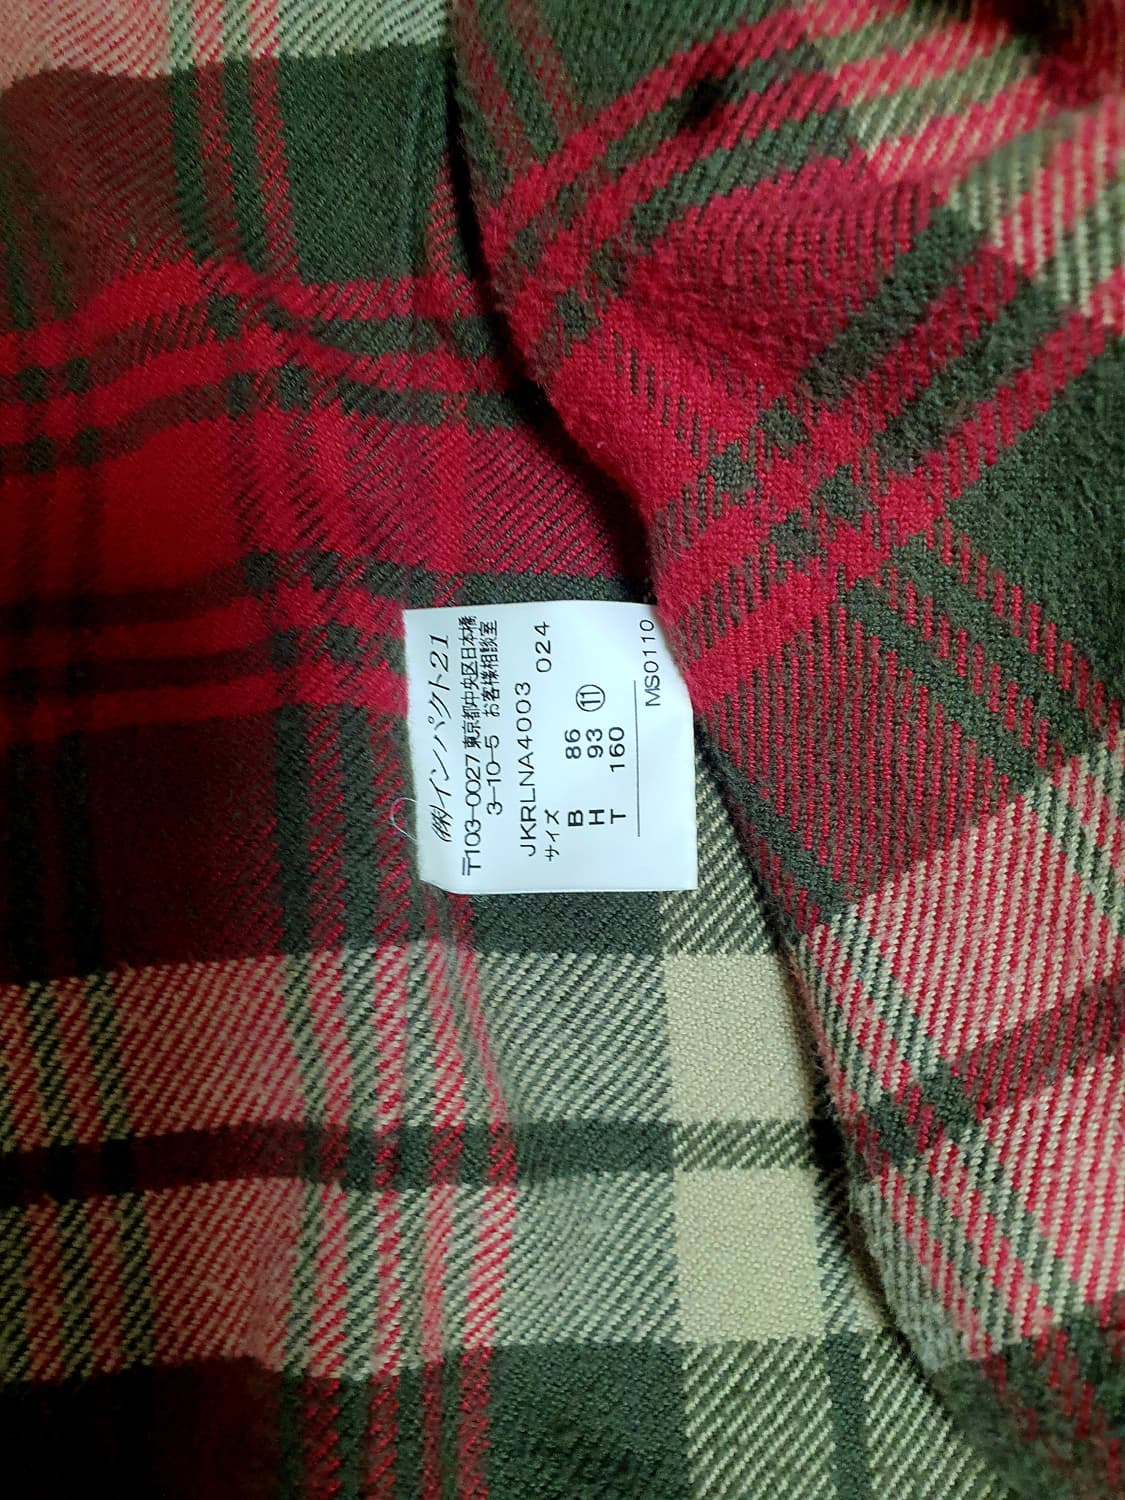 ㈱インパクト21
〒103-0027 東京都中央区日本橋
3-10-5 お客様相談室
JKRLNA4003 024
サイズ
B 86
H 93 ⑪
T 160
MS0110